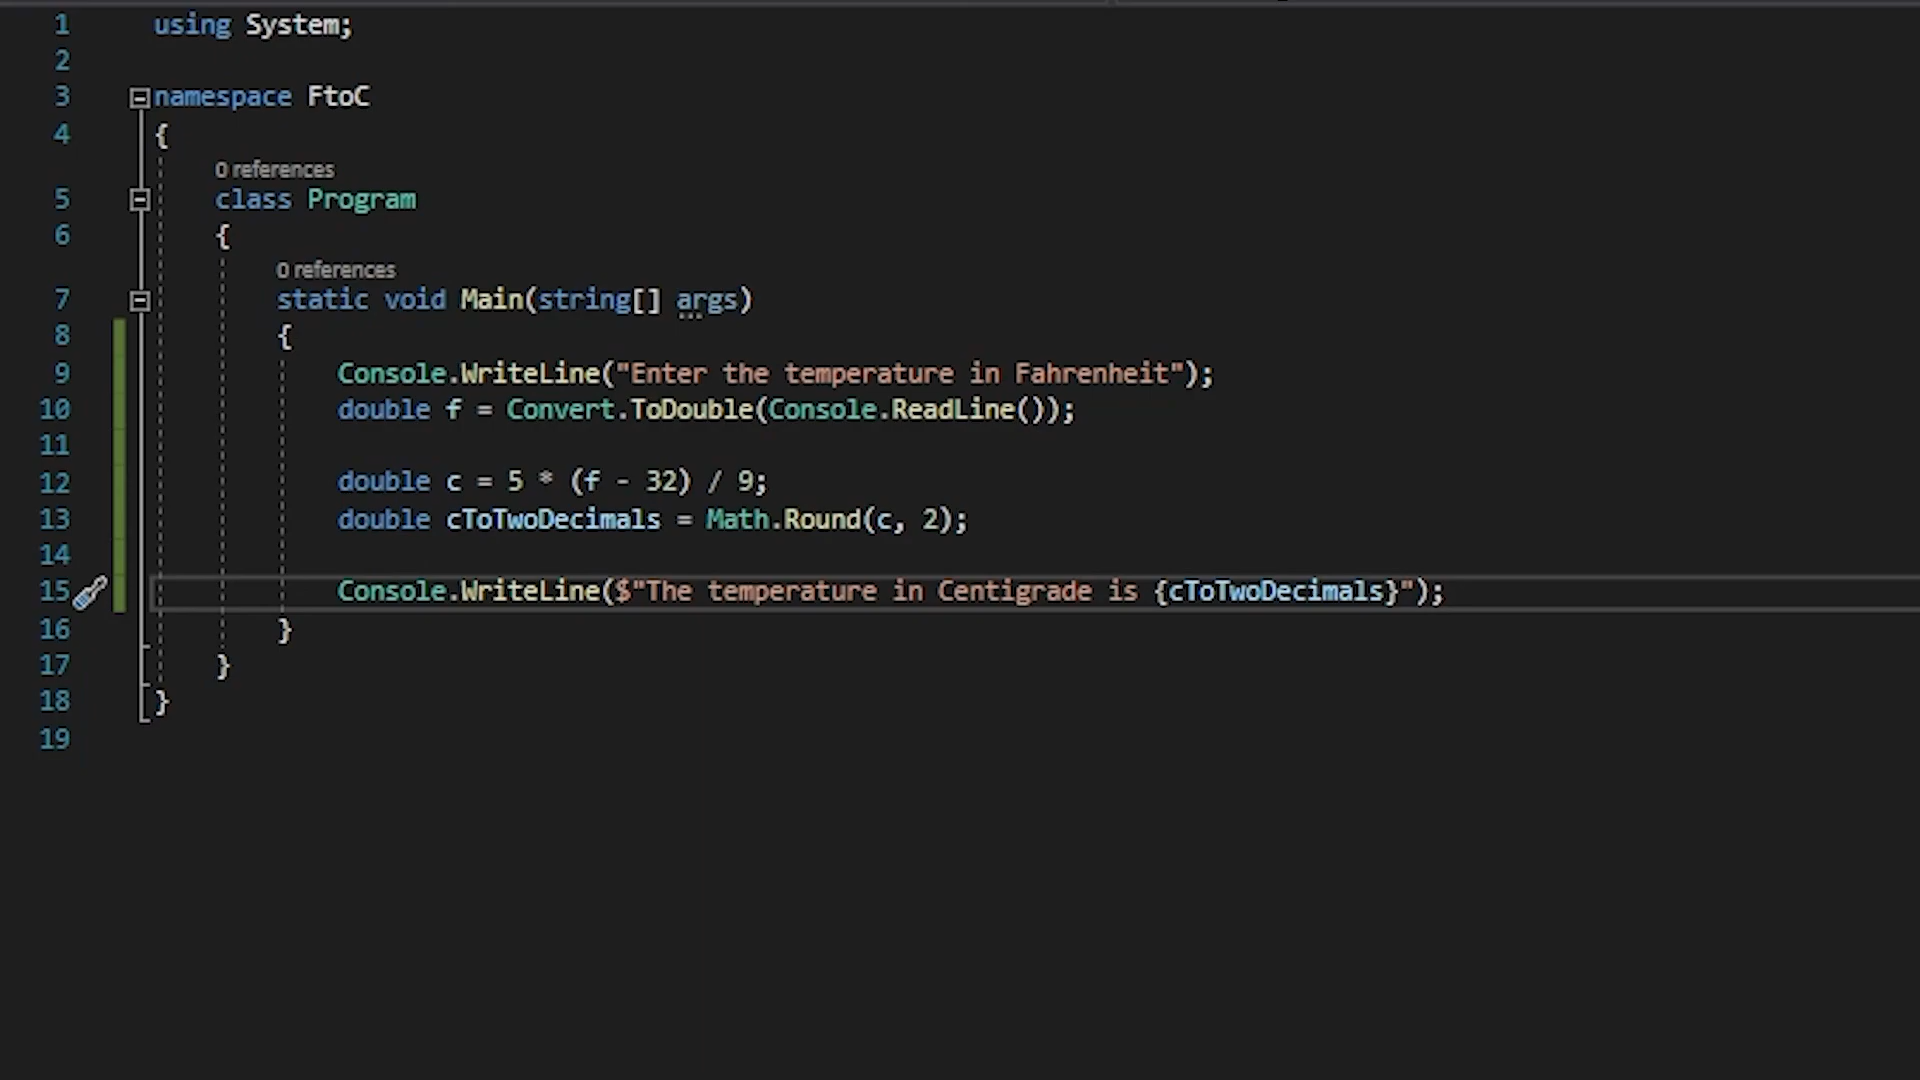 1 using System;
2
3 namespace FtoC
4 {
0 references
5 class Program
6 {
0 references
7 static void Main(string[] args)
8 {
9 Console.WriteLine("Enter the temperature in Fahrenheit");
10 double f = Convert.ToDouble(Console.ReadLine());
11
12 double c = 5 * (f - 32) / 9;
13 double cToTwoDecimals = Math.Round(c, 2);
14
15 Console.WriteLine($"The temperature in Centigrade is {cToTwoDecimals}");
16 }
17 }
18 }
19